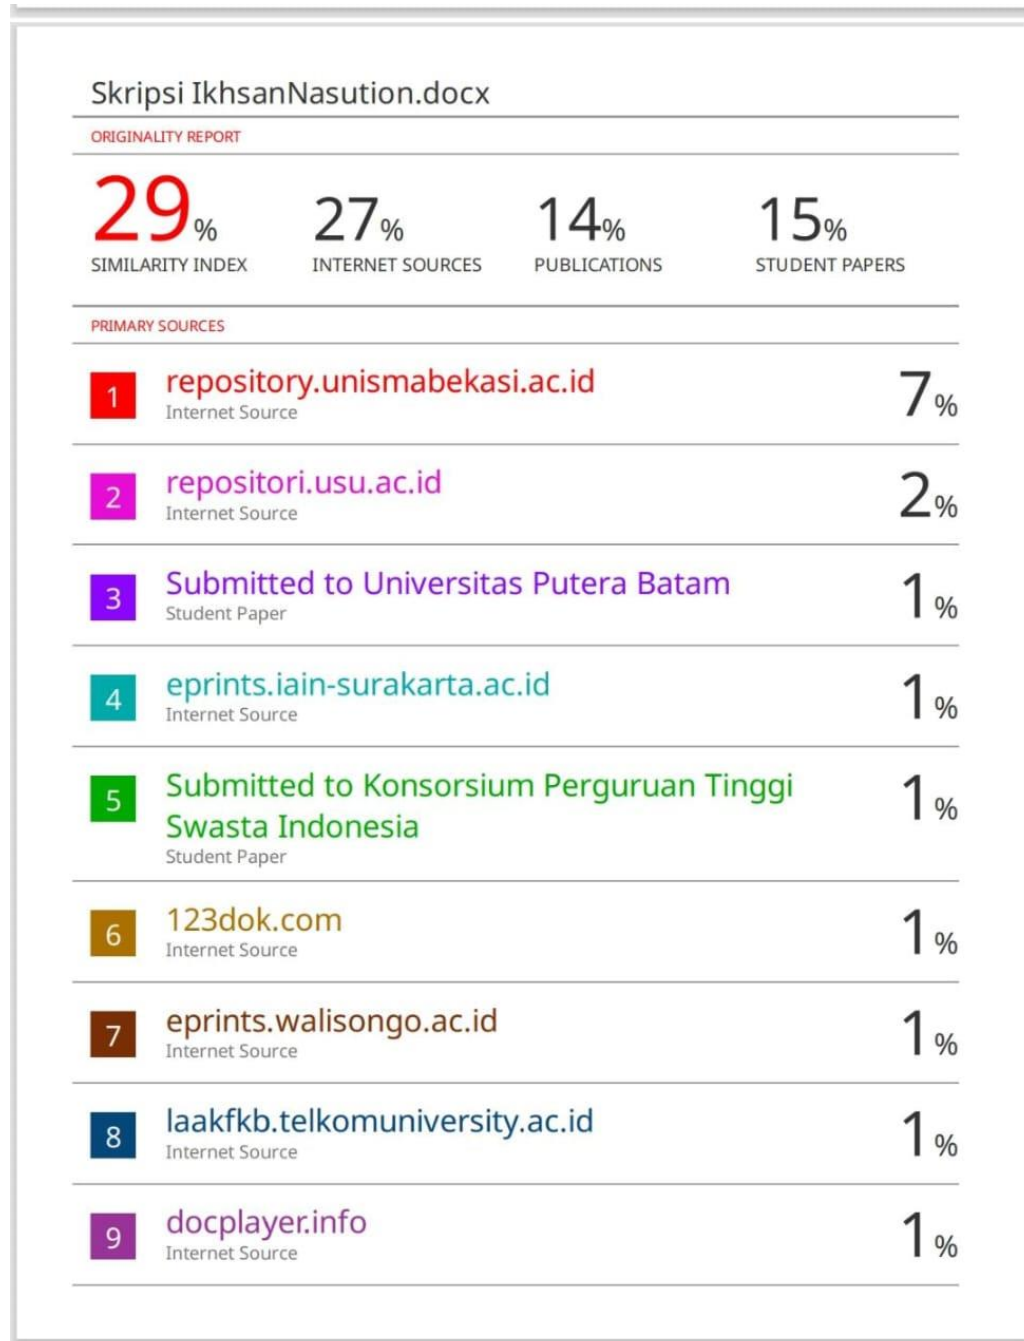 Skripsi IkhsanNasution.docx
ORIGINALITY REPORT
29%
27%
14%
15%
SIMILARITY INDEX
INTERNET SOURCES
PUBLICATIONS
STUDENT PAPERS
PRIMARY SOURCES
1
repository.unismabekasi.ac.id
Internet Source
7%
2
repositori.usu.ac.id
Internet Source
2%
3
Submitted to Universitas Putera Batam
Student Paper
1%
4
eprints.iain-surakarta.ac.id
Internet Source
1%
5
Submitted to Konsorsium Perguruan Tinggi
Swasta Indonesia
Student Paper
1%
6
123dok.com
Internet Source
1%
7
eprints.walisongo.ac.id
Internet Source
1%
8
laakfkb.telkomuniversity.ac.id
Internet Source
1%
9
docplayer.info
Internet Source
1%